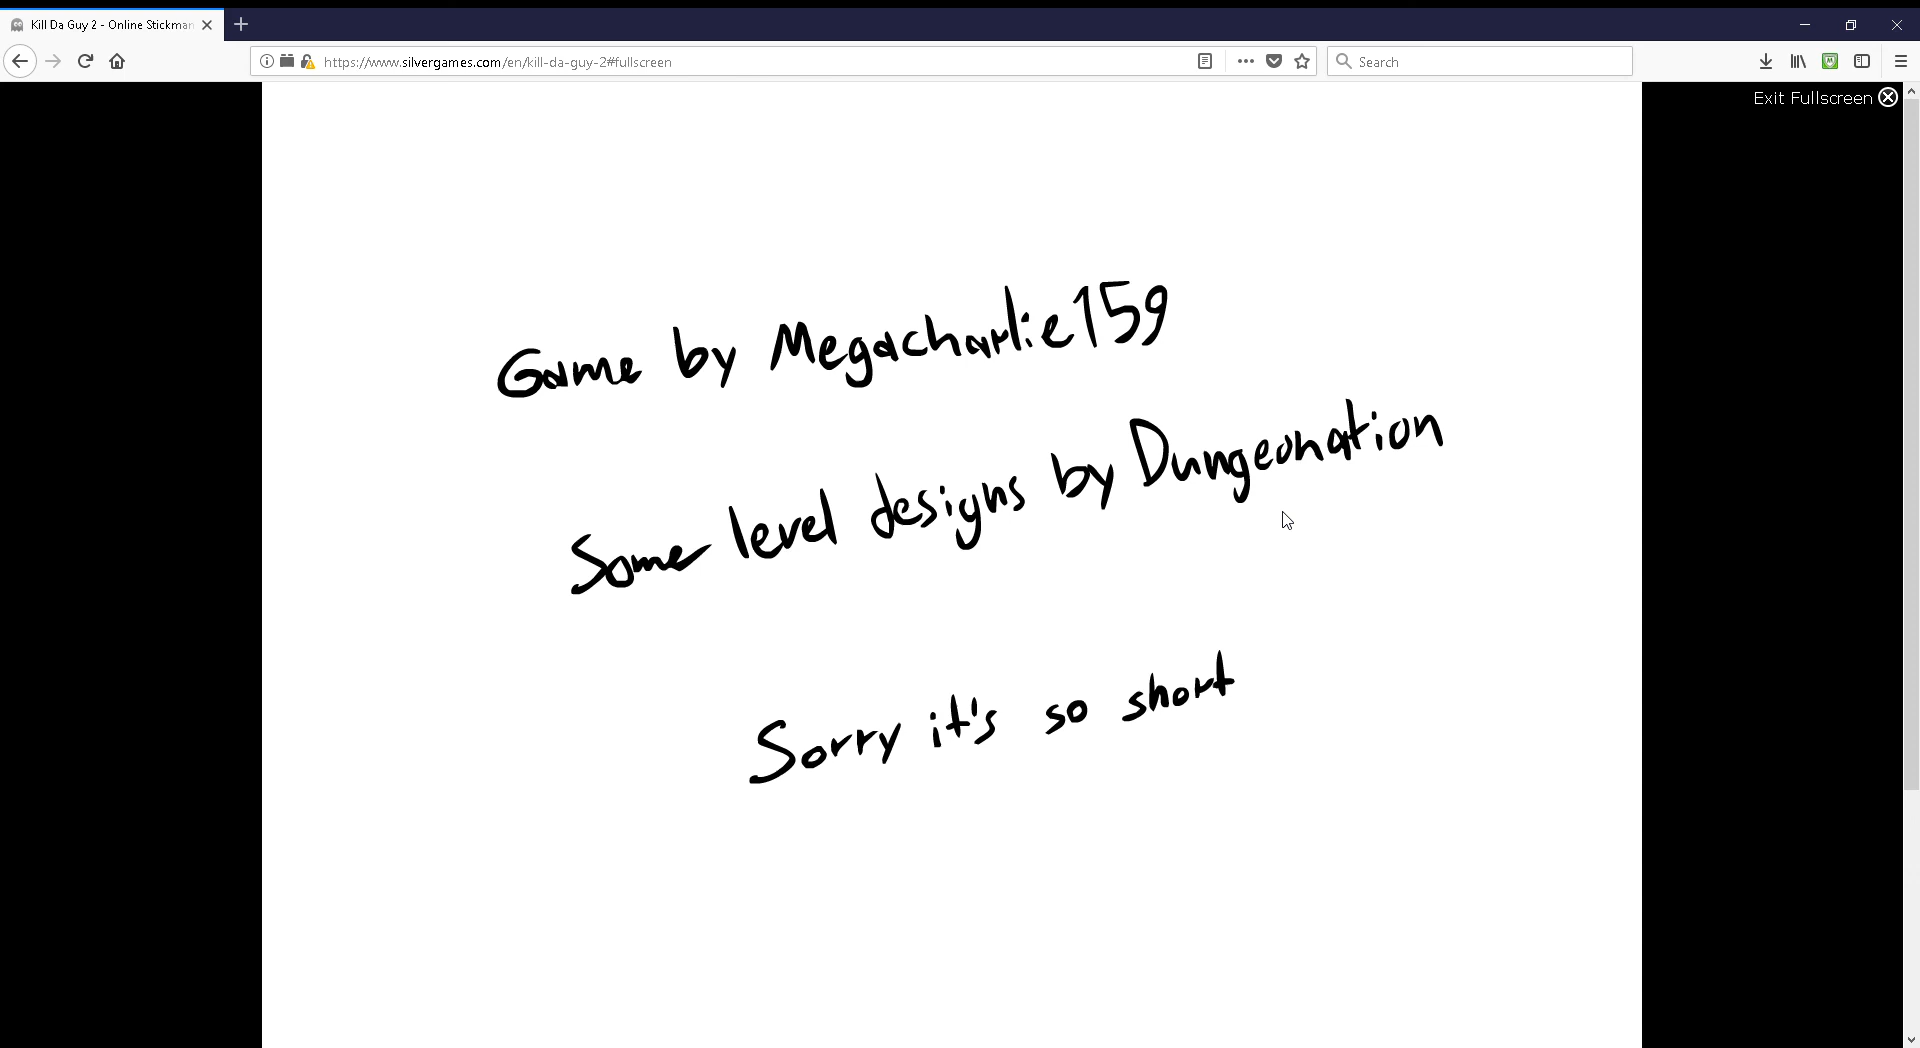 Kill Da Guy 2 - Online Stickman
https://www.silvergames.com/en/kill-da-guy-2#fullscreen
Search
Exit Fullscreen
Game by Megacharlie159
Some level designs by Dungeonation
Sorry it's so short